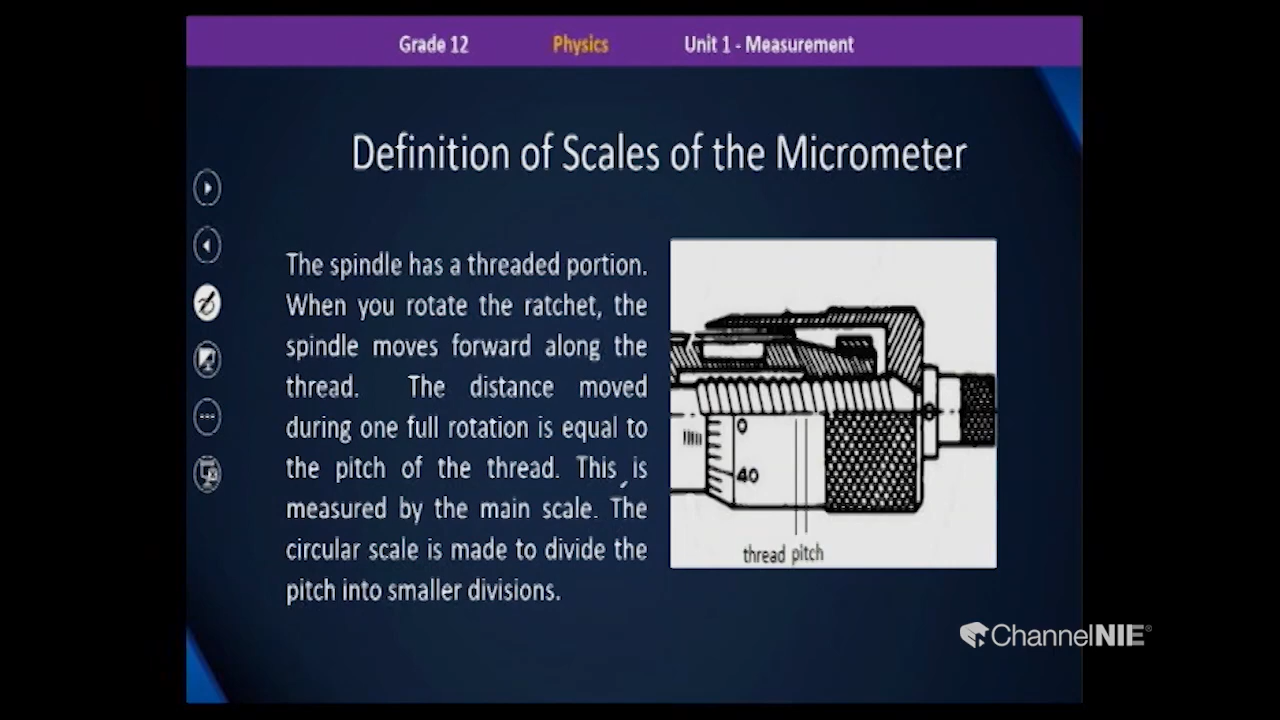 Grade 12 Physics Unit 1 - Measurement
Definition of Scales of the Micrometer
The spindle has a threaded portion.
When you rotate the ratchet, the
spindle moves forward along the
thread. The distance moved
during one full rotation is equal to
the pitch of the thread. This is
measured by the main scale. The
circular scale is made to divide the
pitch into smaller divisions.
0
40
thread pitch
ChannelNIE®